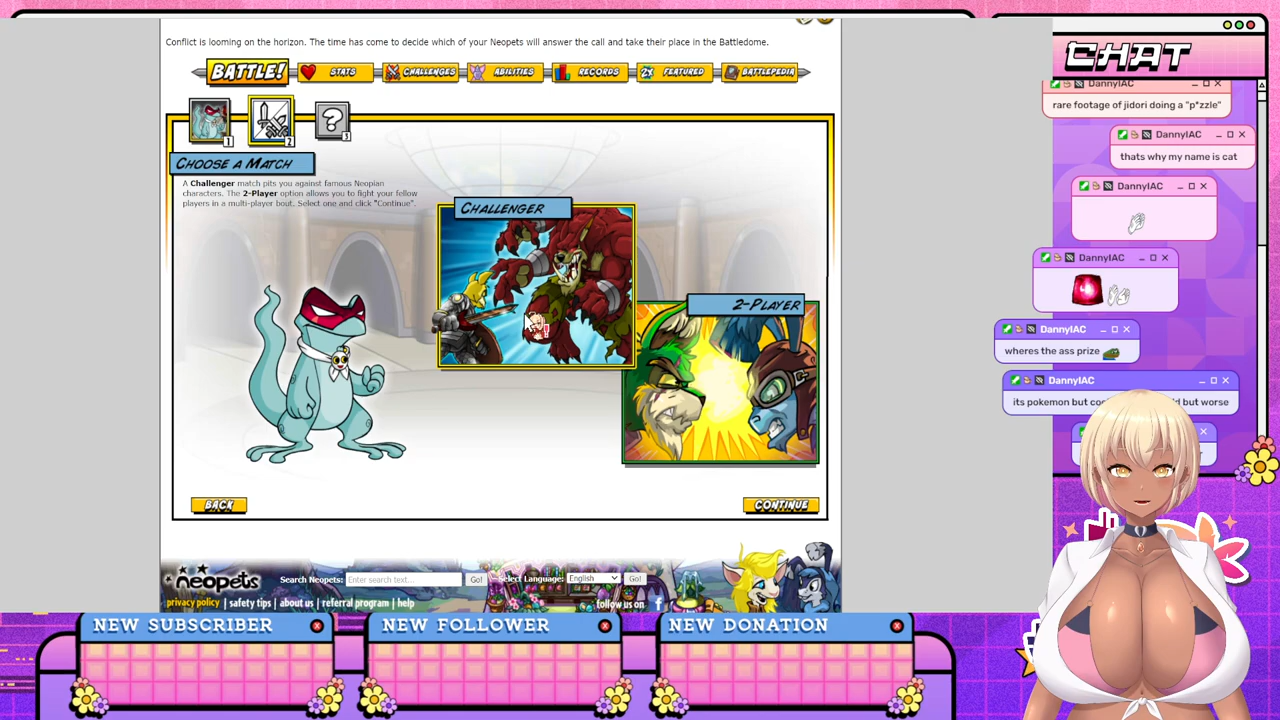 Conflict is looming on the horizon. The time has come to decide which of your Neopets will answer the call and take their place in the Battledome.
BATTLE!
STATS
CHALLENGES
ABILITIES
RECORDS
FEATURED
BATTLEPEDIA
1
2
?
3
CHOOSE A MATCH
A Challenger match pits you against famous Neopian
characters. The 2-Player option allows you to fight your fellow
players in a multi-player bout. Select one and click "Continue".
CHALLENGER
2-PLAYER
BACK
CONTINUE
neopets
Search Neopets:
Enter search text...
Go!
Select Language:
English
Go!
privacy policy | safety tips | about us | referral program | help
follow us on
f
CHAT
DannyIAC
rare footage of jidori doing a "p*zzle"
DannyIAC
thats why my name is cat
DannyIAC
DannyIAC
DannyIAC
wheres the ass prize
DannyIAC
its pokemon but
but worse
NEW SUBSCRIBER
NEW FOLLOWER
NEW DONATION